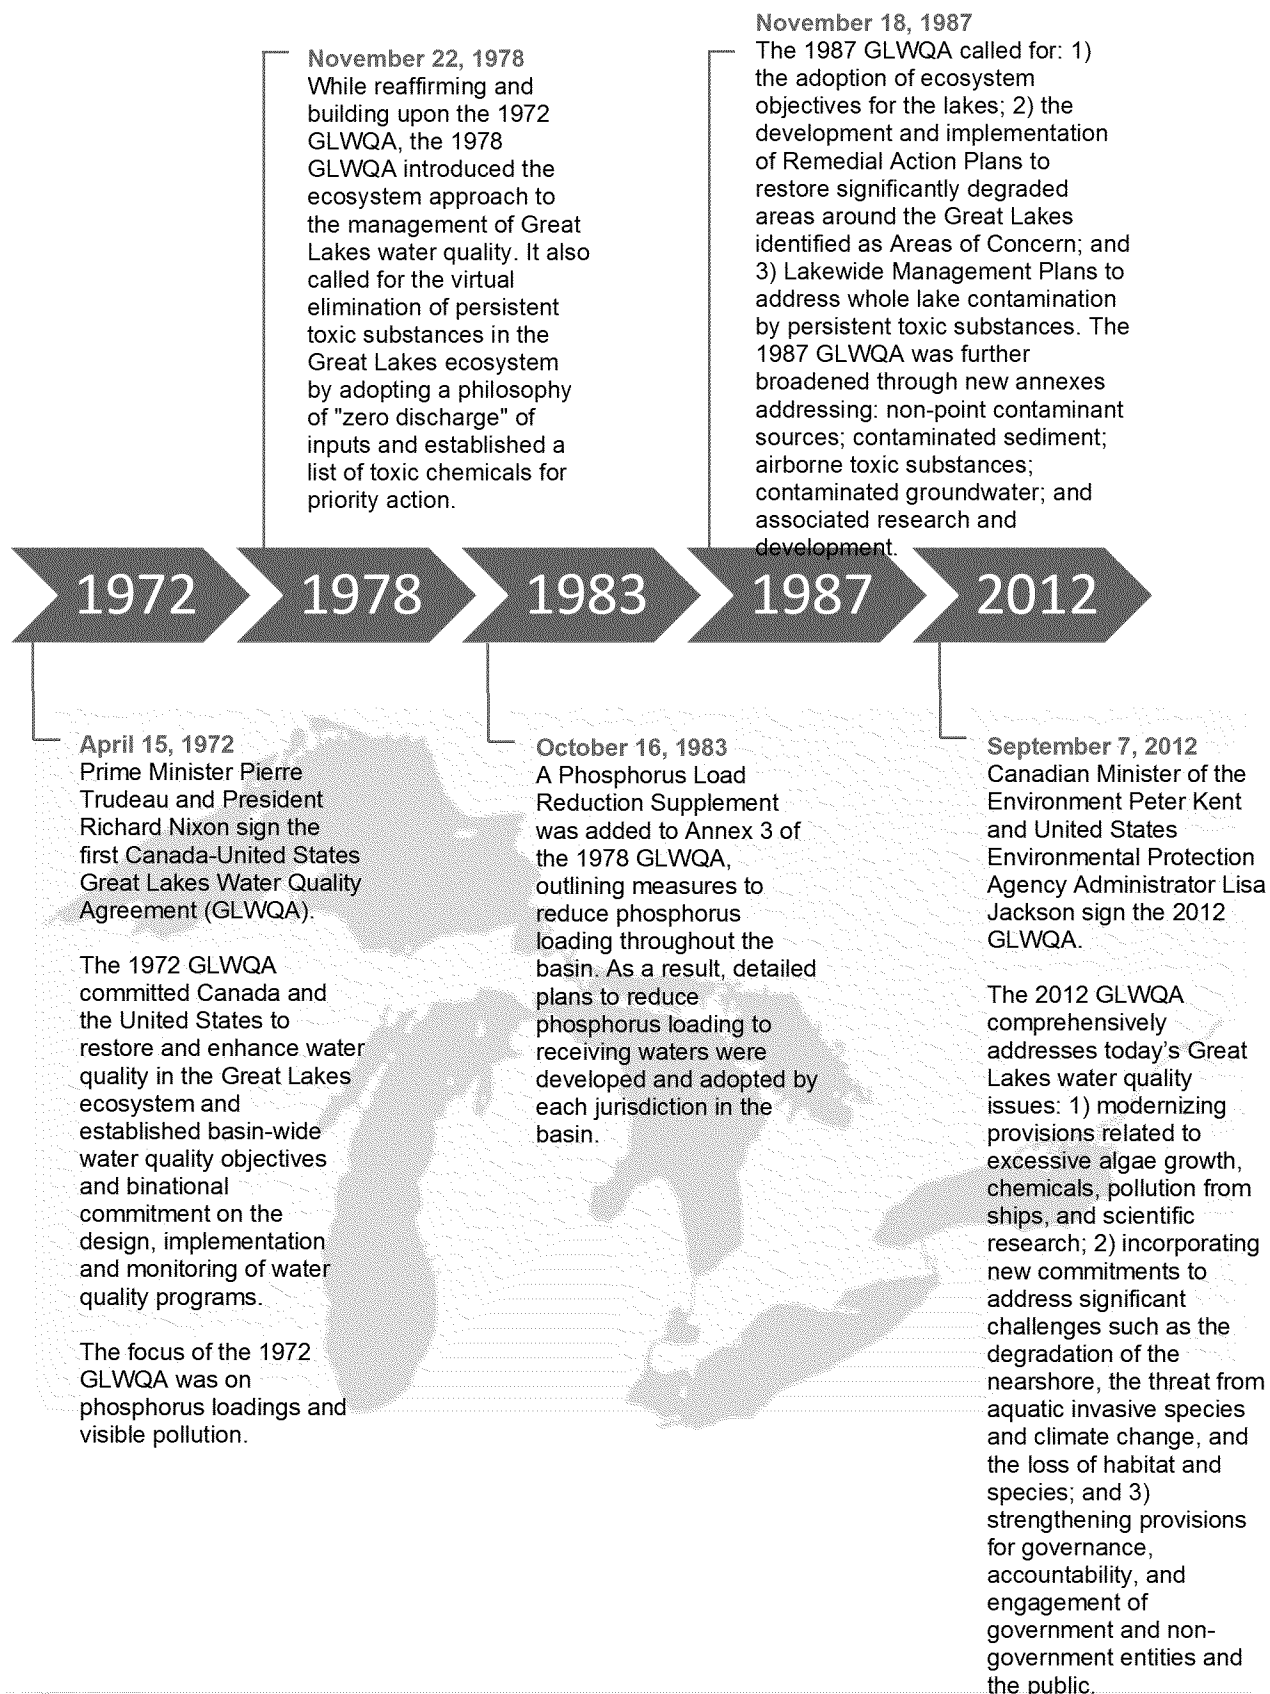 November 22, 1978
While reaffirming and
building upon the 1972
GLWQA, the 1978
GLWQA introduced the
ecosystem approach to
the management of Great
Lakes water quality. It also
called for the virtual
elimination of persistent
toxic substances in the
Great Lakes ecosystem
by adopting a philosophy
of "zero discharge" of
inputs and established a
list of toxic chemicals for
priority action.
November 18, 1987
The 1987 GLWQA called for: 1)
the adoption of ecosystem
objectives for the lakes; 2) the
development and implementation
of Remedial Action Plans to
restore significantly degraded
areas around the Great Lakes
identified as Areas of Concern; and
3) Lakewide Management Plans to
address whole lake contamination
by persistent toxic substances. The
1987 GLWQA was further
broadened through new annexes
addressing: non-point contaminant
sources; contaminated sediment;
airborne toxic substances;
contaminated groundwater; and
associated research and
development.
1972
1978
1983
1987
2012
April 15, 1972
Prime Minister Pierre
Trudeau and President
Richard Nixon sign the
first Canada-United States
Great Lakes Water Quality
Agreement (GLWQA).
The 1972 GLWQA
committed Canada and
the United States to
restore and enhance water
quality in the Great Lakes
ecosystem and
established basin-wide
water quality objectives
and binational
commitment on the
design, implementation
and monitoring of water
quality programs.
The focus of the 1972
GLWQA was on
phosphorus loadings and
visible pollution.
October 16, 1983
A Phosphorus Load
Reduction Supplement
was added to Annex 3 of
the 1978 GLWQA,
outlining measures to
reduce phosphorus
loading throughout the
basin. As a result, detailed
plans to reduce
phosphorus loading to
receiving waters were
developed and adopted by
each jurisdiction in the
basin.
September 7, 2012
Canadian Minister of the
Environment Peter Kent
and United States
Environmental Protection
Agency Administrator Lisa
Jackson sign the 2012
GLWQA.
The 2012 GLWQA
comprehensively
addresses today's Great
Lakes water quality
issues: 1) modernizing
provisions related to
excessive algae growth,
chemicals, pollution from
ships, and scientific
research; 2) incorporating
new commitments to
address significant
challenges such as the
degradation of the
nearshore, the threat from
aquatic invasive species
and climate change, and
the loss of habitat and
species; and 3)
strengthening provisions
for governance,
accountability, and
engagement of
government and non-
government entities and
the public.